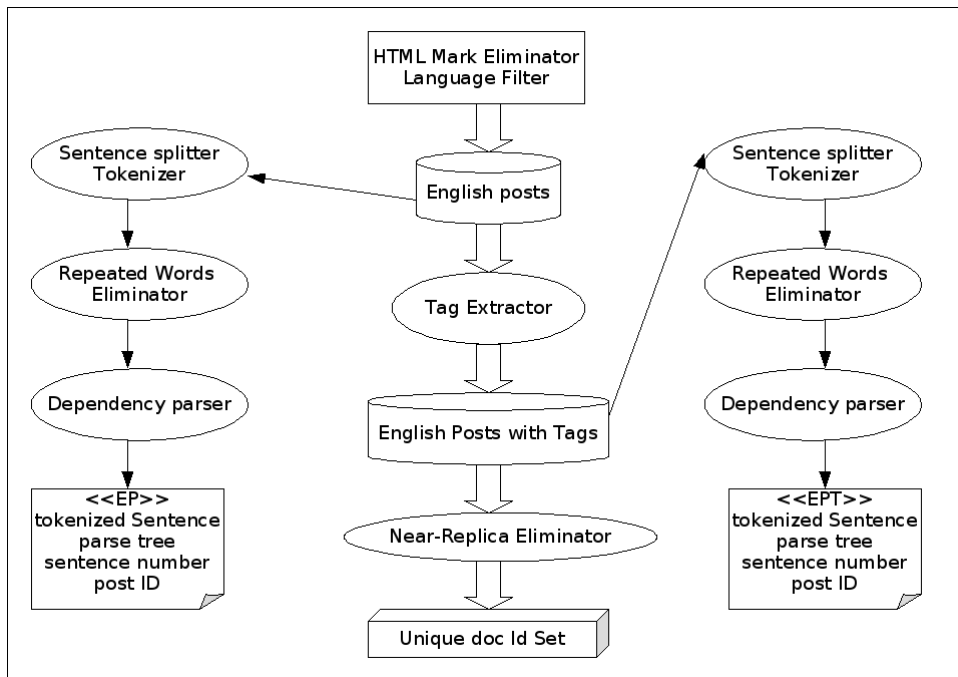 HTML Mark Eliminator
Language Filter
English posts
Tag Extractor
English Posts with Tags
Near-Replica Eliminator
Unique doc Id Set
Sentence splitter
Tokenizer
Repeated Words
Eliminator
Dependency parser
<<EP>>
tokenized Sentence
parse tree
sentence number
post ID
Sentence splitter
Tokenizer
Repeated Words
Eliminator
Dependency parser
<<EPT>>
tokenized Sentence
parse tree
sentence number
post ID